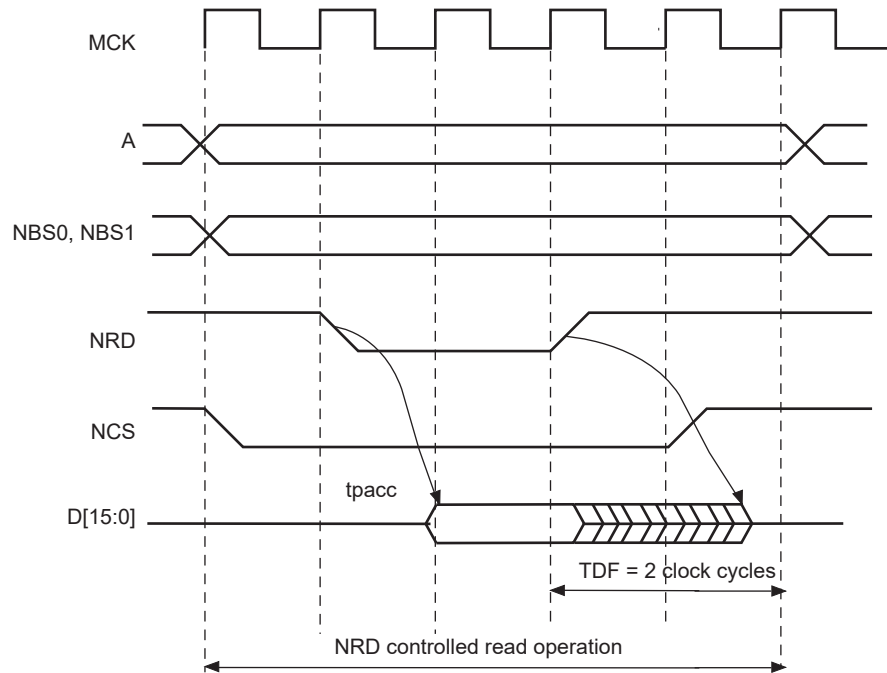 MCK
A
NBS0, NBS1
NRD
NCS
tpacc
D[15:0]
TDF = 2 clock cycles
NRD controlled read operation